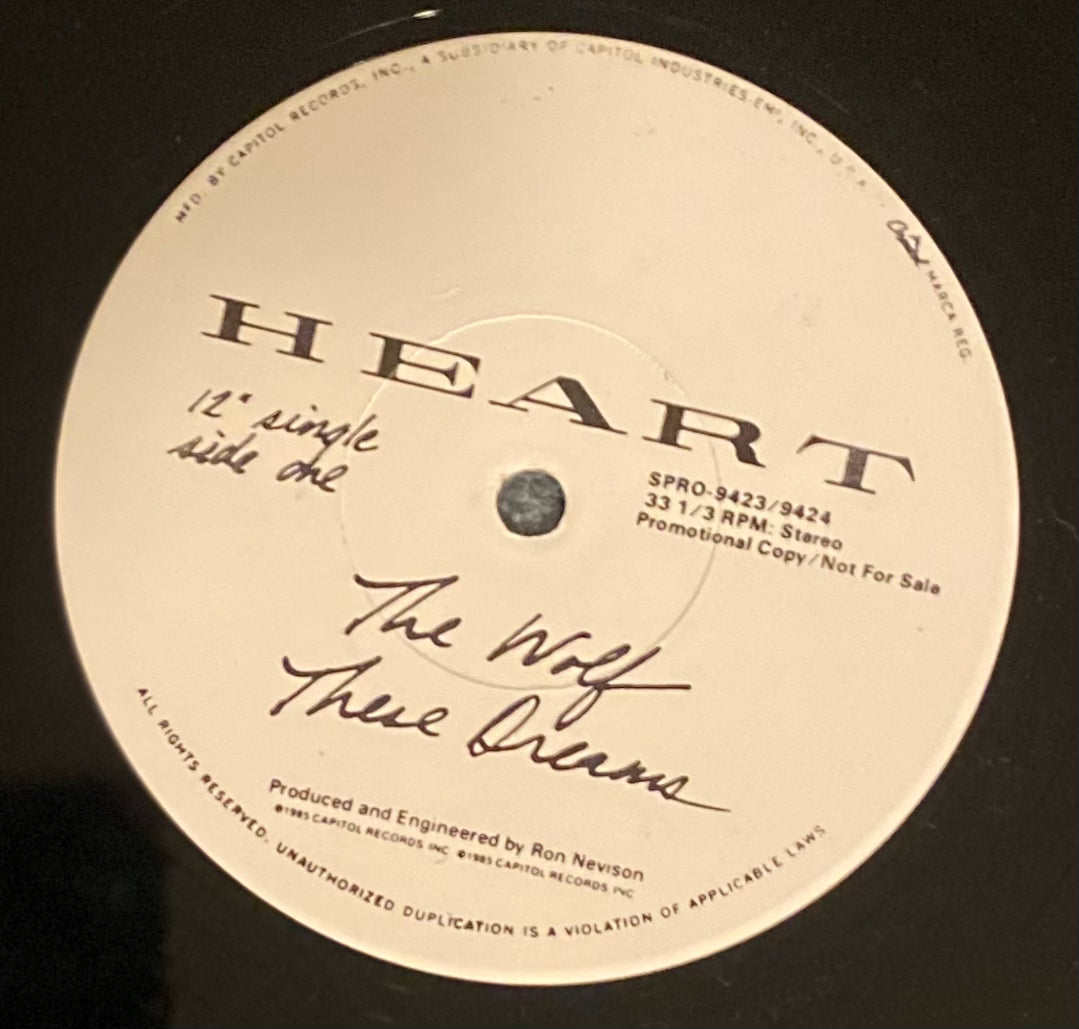 MFD. BY CAPITOL RECORDS, INC., A SUBSIDIARY OF CAPITOL INDUSTRIES-EMI, INC., U.S.A.
MARCA REG.
HEART
12" single
side one
SPRO-9423/9424
33 1/3 RPM: Stereo
Promotional Copy/Not For Sale
The Wolf
These Dreams
Produced and Engineered by Ron Nevison
℗1985 CAPITOL RECORDS, INC. ©1985 CAPITOL RECORDS, INC.
ALL RIGHTS RESERVED. UNAUTHORIZED DUPLICATION IS A VIOLATION OF APPLICABLE LAWS